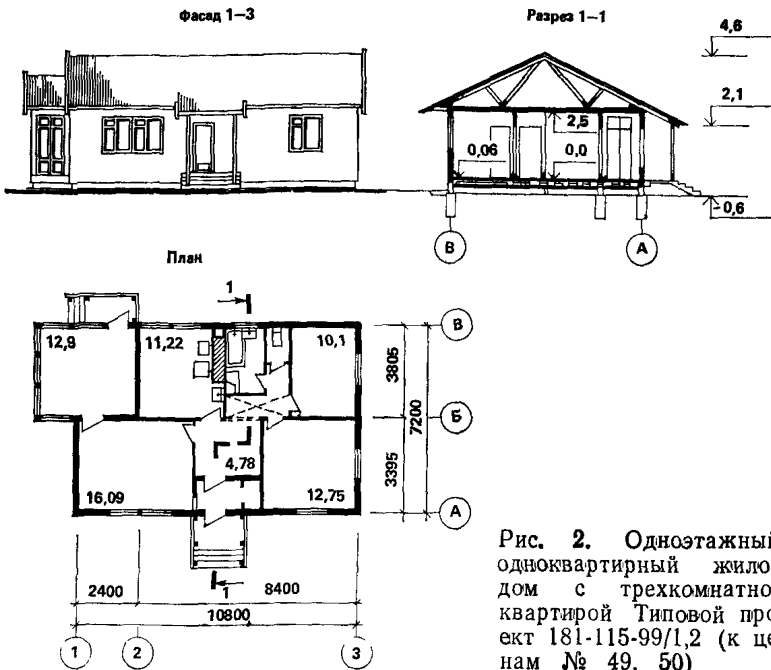 Фасад 1—3
Разрез 1—1
4,6
2,1
2,5
0,06
0,0
-0,6
В
А
План
1
12,9
11,22
10,1
В
3805
7200
Б
4,78
3395
16,09
12,75
А
2400
8400
1
10800
1
2
3
Рис. 2. Одноэтажный
одноквартирный жило
дом с трехкомнатно
квартирой Типовой про
ект 181-115-99/1,2 (к це
нам № 49, 50)